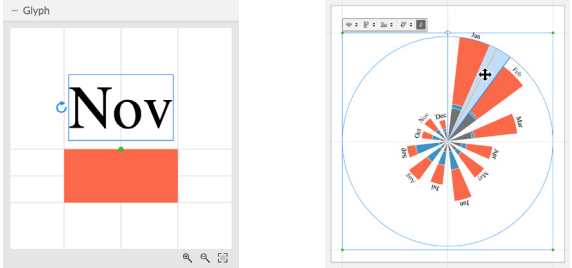 Glyph
Nov
Jan
Feb
Mar
Apr
May
Jun
Jul
Aug
Sep
Oct
Nov
Dec